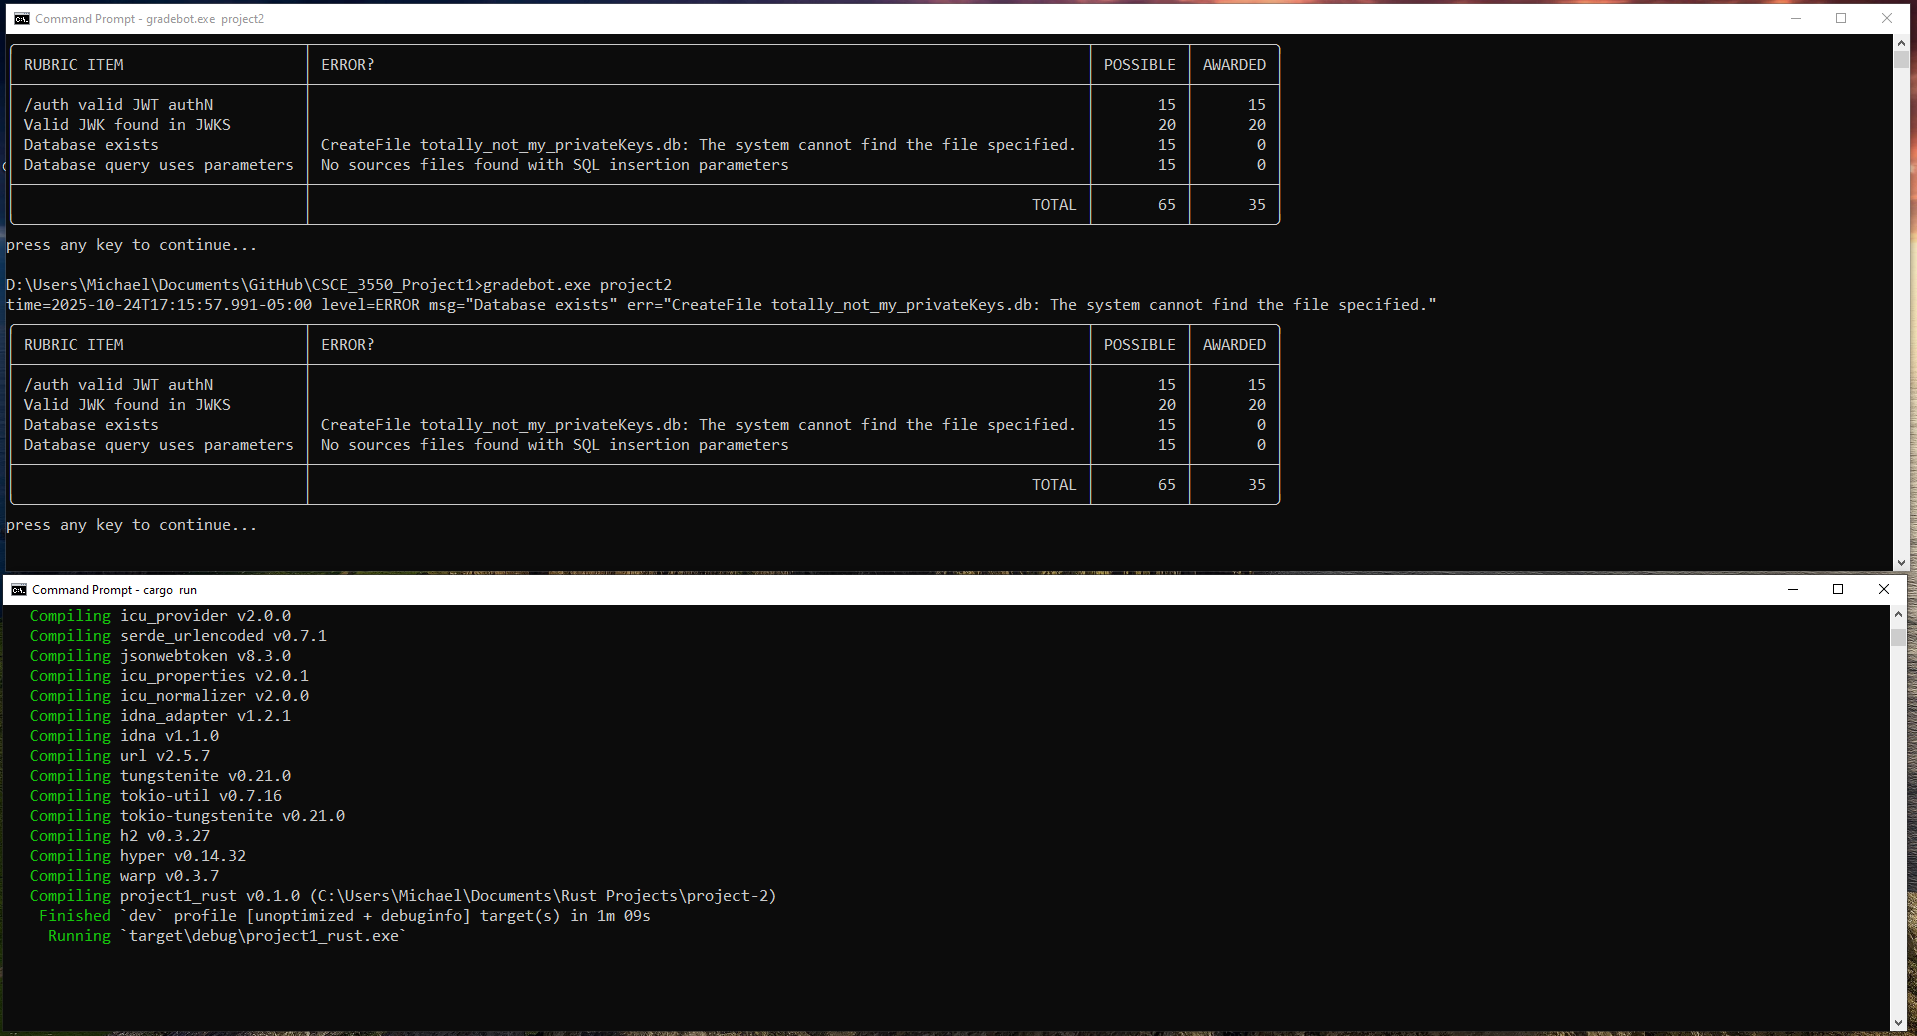 Command Prompt - gradebot.exe  project2
RUBRIC ITEM ERROR? POSSIBLE AWARDED
/auth valid JWT authN 15 15
Valid JWK found in JWKS 20 20
Database exists CreateFile totally_not_my_privateKeys.db: The system cannot find the file specified. 15 0
Database query uses parameters No sources files found with SQL insertion parameters 15 0
TOTAL 65 35
press any key to continue...
D:\Users\Michael\Documents\GitHub\CSCE_3550_Project1>gradebot.exe project2
time=2025-10-24T17:15:57.991-05:00 level=ERROR msg="Database exists" err="CreateFile totally_not_my_privateKeys.db: The system cannot find the file specified."
RUBRIC ITEM ERROR? POSSIBLE AWARDED
/auth valid JWT authN 15 15
Valid JWK found in JWKS 20 20
Database exists CreateFile totally_not_my_privateKeys.db: The system cannot find the file specified. 15 0
Database query uses parameters No sources files found with SQL insertion parameters 15 0
TOTAL 65 35
press any key to continue...
Command Prompt - cargo  run
Compiling icu_provider v2.0.0
Compiling serde_urlencoded v0.7.1
Compiling jsonwebtoken v8.3.0
Compiling icu_properties v2.0.1
Compiling icu_normalizer v2.0.0
Compiling idna_adapter v1.2.1
Compiling idna v1.1.0
Compiling url v2.5.7
Compiling tungstenite v0.21.0
Compiling tokio-util v0.7.16
Compiling tokio-tungstenite v0.21.0
Compiling h2 v0.3.27
Compiling hyper v0.14.32
Compiling warp v0.3.7
Compiling project1_rust v0.1.0 (C:\Users\Michael\Documents\Rust Projects\project-2)
Finished `dev` profile [unoptimized + debuginfo] target(s) in 1m 09s
Running `target\debug\project1_rust.exe`